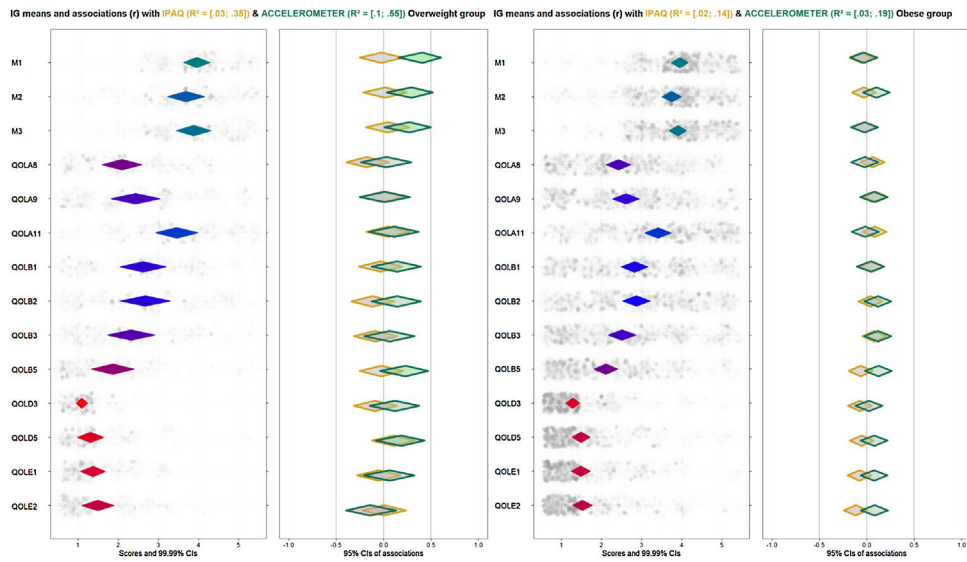 IG means and associations (r) with IPAQ (R² = [.03; .35]) & ACCELEROMETER (R² = [.1; .55]) Overweight group
M1
M2
M3
QOLA8
QOLA9
QOLA11
QOLB1
QOLB2
QOLB3
QOLB5
QOLD3
QOLD5
QOLE1
QOLE2
1 2 3 4 5
Scores and 99.99% CIs
-1.0 -0.5 0.0 0.5 1.0
95% CIs of associations
IG means and associations (r) with IPAQ (R² = [.02; .14]) & ACCELEROMETER (R² = [.03; .19]) Obese group
M1
M2
M3
QOLA8
QOLA9
QOLA11
QOLB1
QOLB2
QOLB3
QOLB5
QOLD3
QOLD5
QOLE1
QOLE2
1 2 3 4 5
Scores and 99.99% CIs
-1.0 -0.5 0.0 0.5 1.0
95% CIs of associations